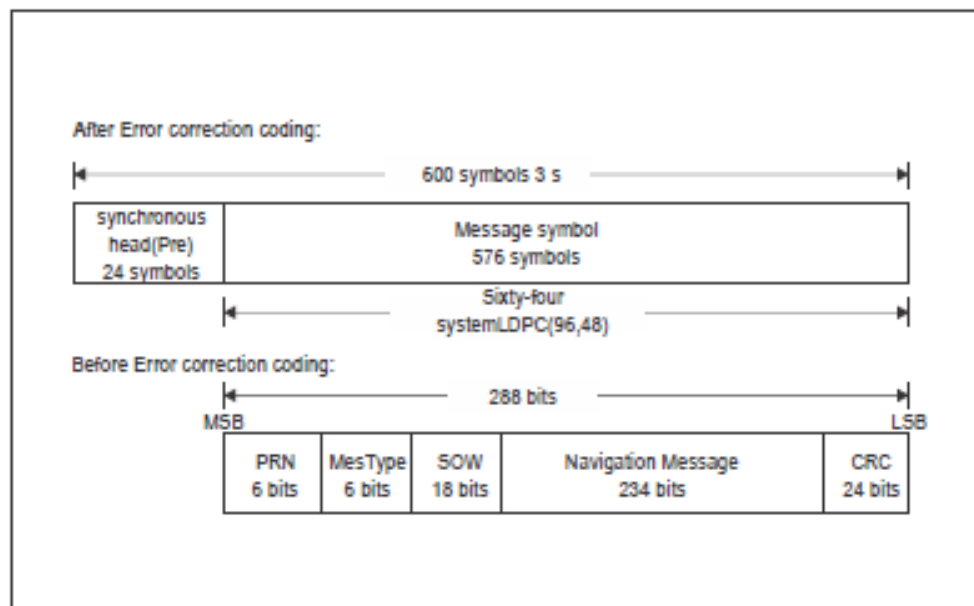 After Error correction coding:
600 symbols 3 s
synchronous
head(Pre)
24 symbols
Message symbol
576 symbols
Sixty-four
systemLDPC(96,48)
Before Error correction coding:
288 bits
MSB
LSB
PRN
6 bits
MesType
6 bits
SOW
18 bits
Navigation Message
234 bits
CRC
24 bits